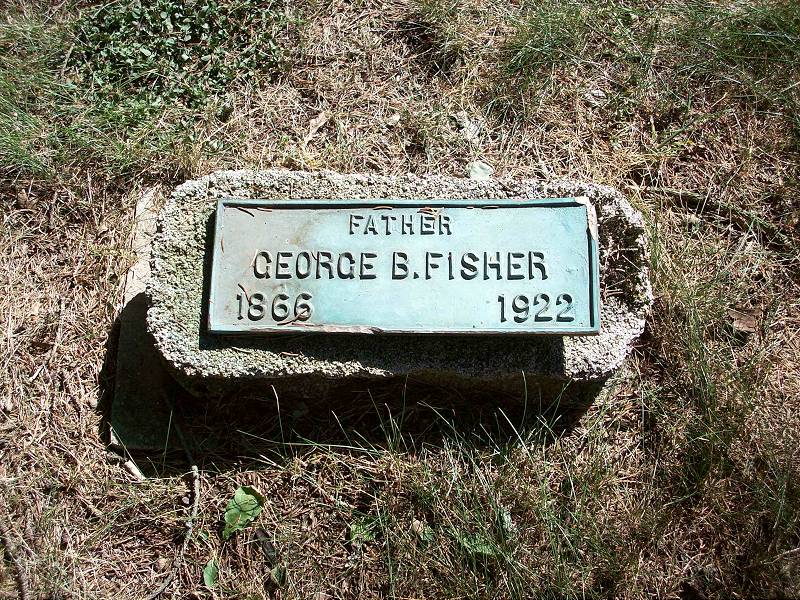 FATHER
GEORGE B. FISHER
1866 1922